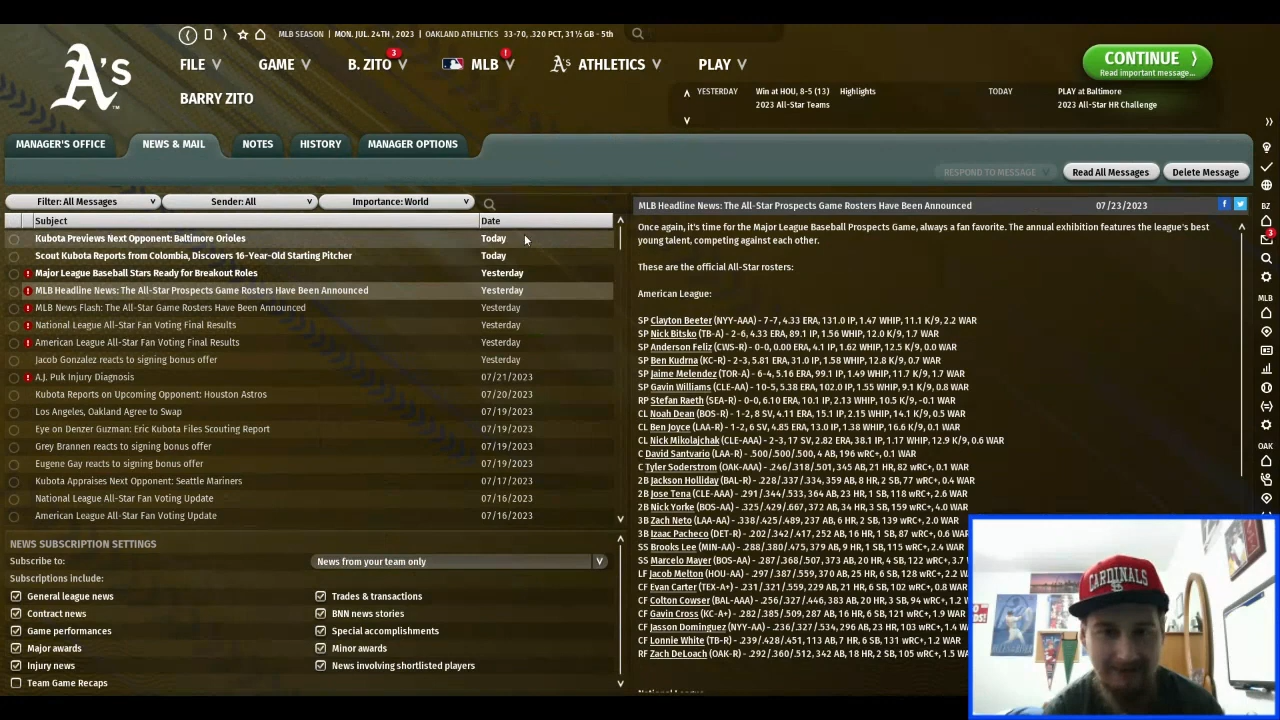 MLB SEASON | MON. JUL. 24TH , 2023 | OAKLAND ATHLETICS 33-70, .320 PCT, 31½ GB - 5th
A's
FILE GAME B. ZITO 3 MLB ! A's ATHLETICS PLAY
CONTINUE
Read important message...
BARRY ZITO
YESTERDAY Win at HOU, 8-5 (13) Highlights TODAY PLAY at Baltimore
2023 All-Star Teams 2023 All-Star HR Challenge
MANAGER'S OFFICE NEWS & MAIL NOTES HISTORY MANAGER OPTIONS
RESPOND TO MESSAGE Read All Messages Delete Message
Filter: All Messages Sender: All Importance: World
Subject Date
Kubota Previews Next Opponent: Baltimore Orioles Today
Scout Kubota Reports from Colombia, Discovers 16-Year-Old Starting Pitcher Today
Major League Baseball Stars Ready for Breakout Roles Yesterday
MLB Headline News: The All-Star Prospects Game Rosters Have Been Announced Yesterday
MLB News Flash: The All-Star Game Rosters Have Been Announced Yesterday
National League All-Star Fan Voting Final Results Yesterday
American League All-Star Fan Voting Final Results Yesterday
Jacob Gonzalez reacts to signing bonus offer Yesterday
A.J. Puk Injury Diagnosis 07/21/2023
Kubota Reports on Upcoming Opponent: Houston Astros 07/20/2023
Los Angeles, Oakland Agree to Swap 07/19/2023
Eye on Denzer Guzman: Eric Kubota Files Scouting Report 07/19/2023
Grey Brannen reacts to signing bonus offer 07/19/2023
Eugene Gay reacts to signing bonus offer 07/19/2023
Kubota Appraises Next Opponent: Seattle Mariners 07/17/2023
National League All-Star Fan Voting Update 07/16/2023
American League All-Star Fan Voting Update 07/16/2023
NEWS SUBSCRIPTION SETTINGS
Subscribe to: News from your team only
Subscriptions include:
General league news Trades & transactions
Contract news BNN news stories
Game performances Special accomplishments
Major awards Minor awards
Injury news News involving shortlisted players
Team Game Recaps
MLB Headline News: The All-Star Prospects Game Rosters Have Been Announced 07/23/2023
Once again, it's time for the Major League Baseball Prospects Game, always a fan favorite. The annual exhibition features the league's best
young talent, competing against each other.
These are the official All-Star rosters:
American League:
SP Clayton Beeter (NYY-AAA) - 7-7, 4.33 ERA, 131.0 IP, 1.47 WHIP, 11.1 K/9, 2.2 WAR
SP Nick Bitsko (TB-A) - 2-6, 4.33 ERA, 89.1 IP, 1.56 WHIP, 12.0 K/9, 1.7 WAR
SP Anderson Feliz (CWS-R) - 0-0, 0.00 ERA, 4.1 IP, 1.62 WHIP, 12.5 K/9, 0.0 WAR
SP Ben Kudrna (KC-R) - 2-3, 5.81 ERA, 31.0 IP, 1.58 WHIP, 12.8 K/9, 0.7 WAR
SP Jaime Melendez (TOR-A) - 6-4, 5.16 ERA, 99.1 IP, 1.49 WHIP, 11.7 K/9, 1.7 WAR
SP Gavin Williams (CLE-AA) - 10-5, 5.38 ERA, 102.0 IP, 1.55 WHIP, 9.1 K/9, 0.8 WAR
RP Stefan Raeth (SEA-R) - 0-0, 6.10 ERA, 10.1 IP, 2.13 WHIP, 10.5 K/9, -0.1 WAR
CL Noah Dean (BOS-R) - 1-2, 8 SV, 4.11 ERA, 15.1 IP, 2.15 WHIP, 14.1 K/9, 0.5 WAR
CL Ben Joyce (LAA-R) - 1-2, 6 SV, 4.85 ERA, 13.0 IP, 1.38 WHIP, 16.6 K/9, 0.1 WAR
CL Nick Mikolajchak (CLE-AAA) - 2-3, 17 SV, 2.82 ERA, 38.1 IP, 1.17 WHIP, 12.9 K/9, 0.6 WAR
C David Santvario (LAA-R) - .500/.500/.500, 4 AB, 196 wRC+, 0.1 WAR
C Tyler Soderstrom (OAK-AAA) - .246/.318/.501, 345 AB, 21 HR, 82 wRC+, 0.1 WAR
2B Jackson Holliday (BAL-R) - .228/.337/.334, 359 AB, 8 HR, 2 SB, 77 wRC+, 0.4 WAR
2B Jose Tena (CLE-AAA) - .291/.344/.533, 364 AB, 23 HR, 1 SB, 118 wRC+, 2.6 WAR
2B Nick Yorke (BOS-AA) - .325/.429/.667, 372 AB, 34 HR, 3 SB, 159 wRC+, 4.0 WAR
3B Zach Neto (LAA-AA) - .338/.425/.489, 237 AB, 6 HR, 2 SB, 139 wRC+, 2.0 WAR
3B Izaac Pacheco (DET-R) - .202/.342/.417, 252 AB, 16 HR, 1 SB, 87 wRC+, 0.6 WAR
SS Brooks Lee (MIN-AA) - .288/.380/.475, 379 AB, 9 HR, 1 SB, 115 wRC+, 2.4 WAR
SS Marcelo Mayer (BOS-AA) - .287/.368/.507, 373 AB, 20 HR, 4 SB, 122 wRC+, 3.7
LF Jacob Melton (HOU-AA) - .297/.387/.559, 370 AB, 25 HR, 6 SB, 128 wRC+, 2.2
CF Evan Carter (TEX-A+) - .231/.321/.559, 229 AB, 13 HR, 6 SB, 102 wRC+, 0.8
CF Colton Cowser (BAL-AAA) - .256/.327/.446, 383 AB, 20 HR, 3 SB, 94 wRC+, 1.2
CF Gavin Cross (KC-A+) - .282/.385/.509, 287 AB, 16 HR, 6 SB, 121 wRC+, 1.9 WAR
CF Jasson Dominguez (NYY-AA) - .236/.327/.534, 296 AB, 23 HR, 103 wRC+, 1.4
CF Lonnie White (TB-R) - .239/.428/.451, 113 AB, 7 HR, 6 SB, 131 wRC+, 1.2 WAR
RF Zach DeLoach (OAK-R) - .292/.360/.512, 342 AB, 18 HR, 2 SB, 105 wRC+, 1.5 WA
National League
BZ
3
MLB
OAK
CARDINALS